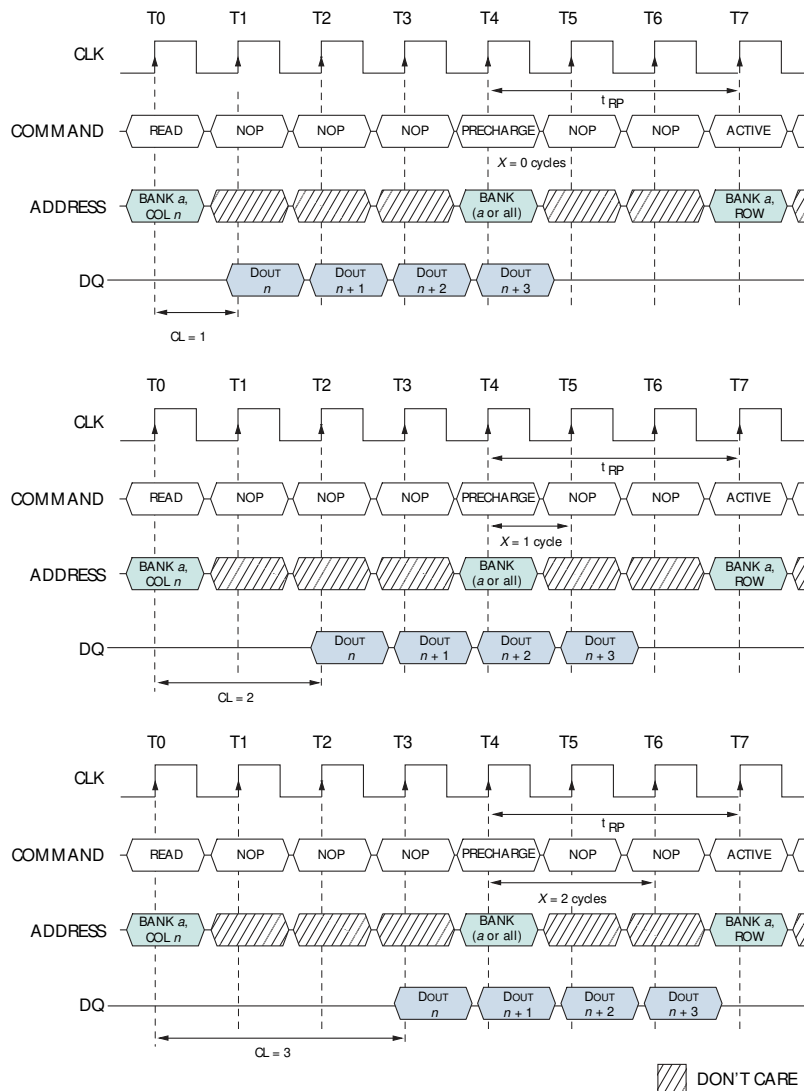 T0 T1 T2 T3 T4 T5 T6 T7
CLK
t RP
COMMAND READ NOP NOP NOP PRECHARGE NOP NOP ACTIVE
X = 0 cycles
ADDRESS BANK a, COL n BANK (a or all) BANK a, ROW
DQ DOUT n DOUT n + 1 DOUT n + 2 DOUT n + 3
CL = 1
T0 T1 T2 T3 T4 T5 T6 T7
CLK
t RP
COMMAND READ NOP NOP NOP PRECHARGE NOP NOP ACTIVE
X = 1 cycle
ADDRESS BANK a, COL n BANK (a or all) BANK a, ROW
DQ DOUT n DOUT n + 1 DOUT n + 2 DOUT n + 3
CL = 2
T0 T1 T2 T3 T4 T5 T6 T7
CLK
t RP
COMMAND READ NOP NOP NOP PRECHARGE NOP NOP ACTIVE
X = 2 cycles
ADDRESS BANK a, COL n BANK (a or all) BANK a, ROW
DQ DOUT n DOUT n + 1 DOUT n + 2 DOUT n + 3
CL = 3
DON'T CARE